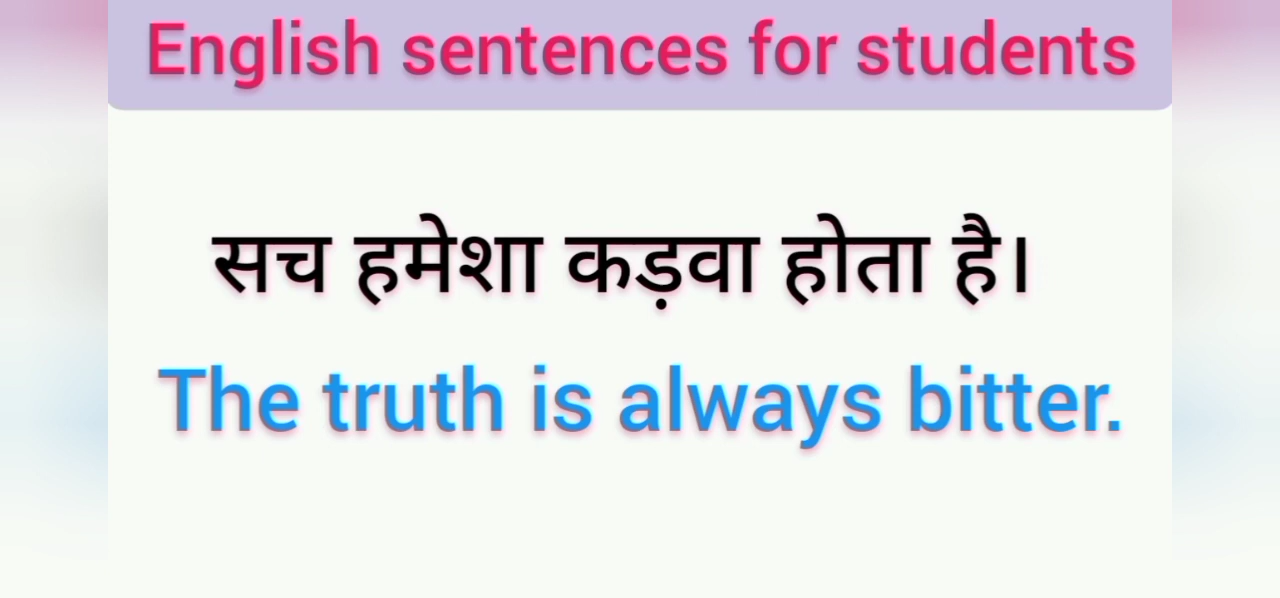 English sentences for students
सच हमेशा कड़वा होता है।
The truth is always bitter.